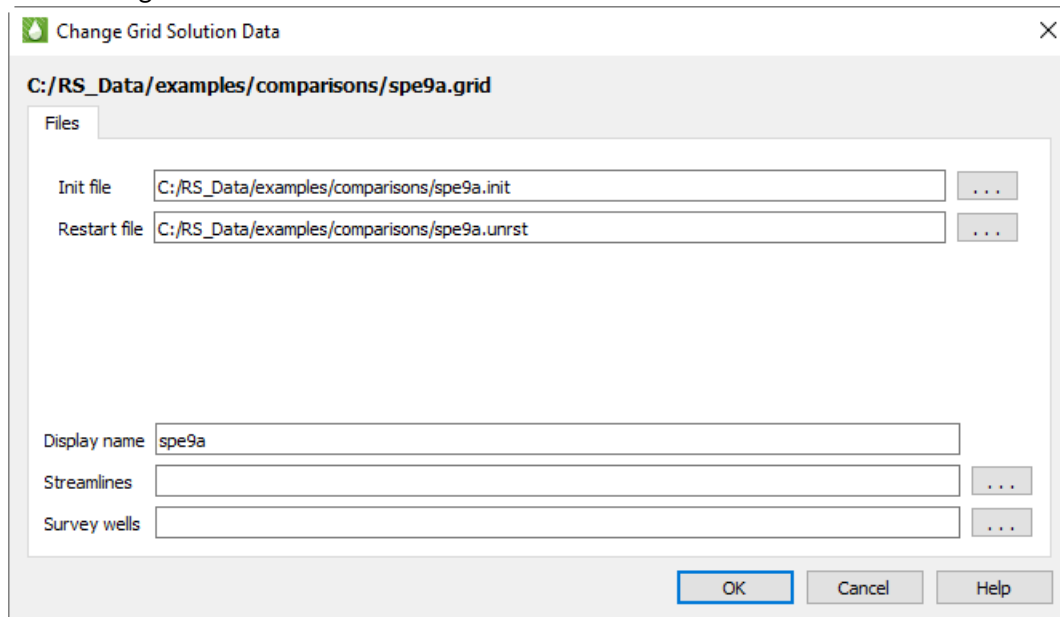 Change Grid Solution Data
C:/RS_Data/examples/comparisons/spe9a.grid
Files
Init file C:/RS_Data/examples/comparisons/spe9a.init ...
Restart file C:/RS_Data/examples/comparisons/spe9a.unrst ...
Display name spe9a
Streamlines ...
Survey wells ...
OK Cancel Help